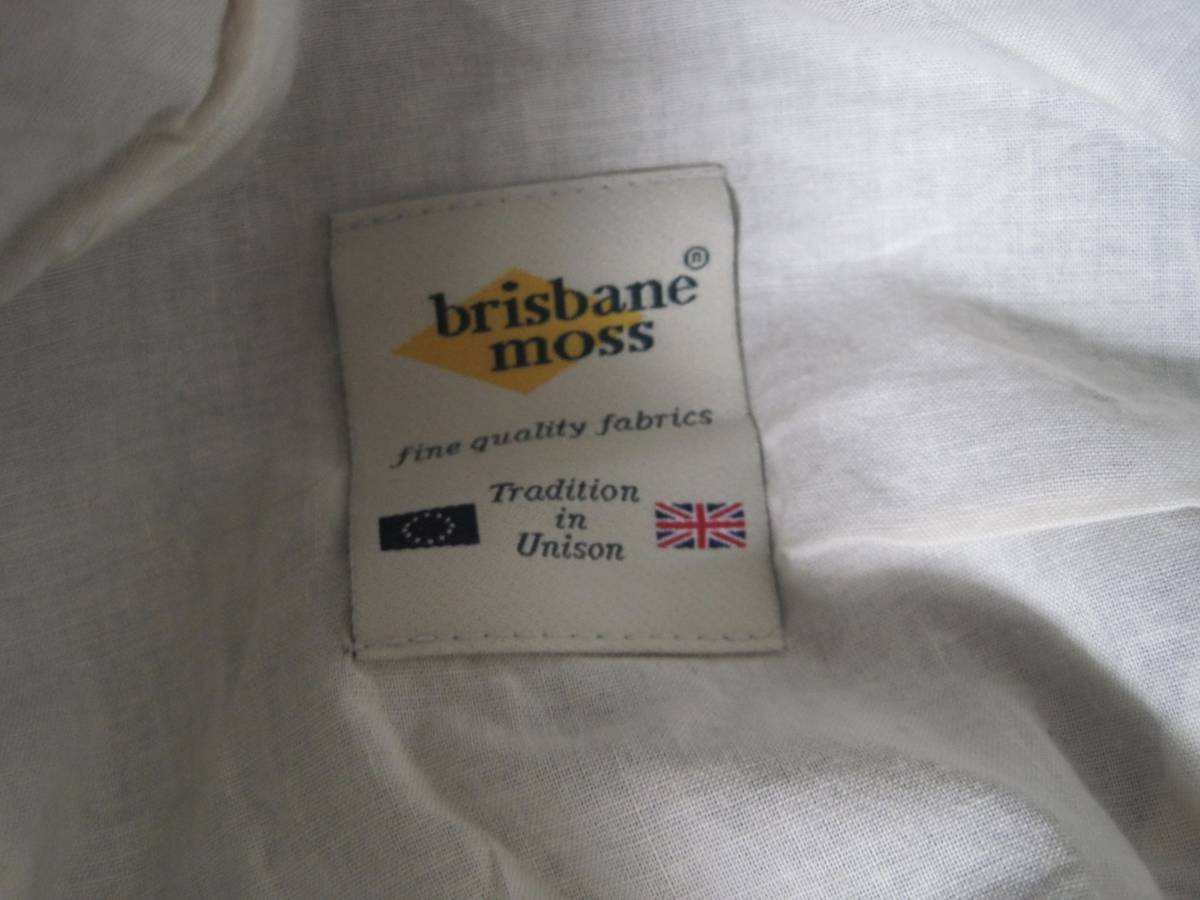 brisbane®
moss
fine quality fabrics
Tradition
in
Unison